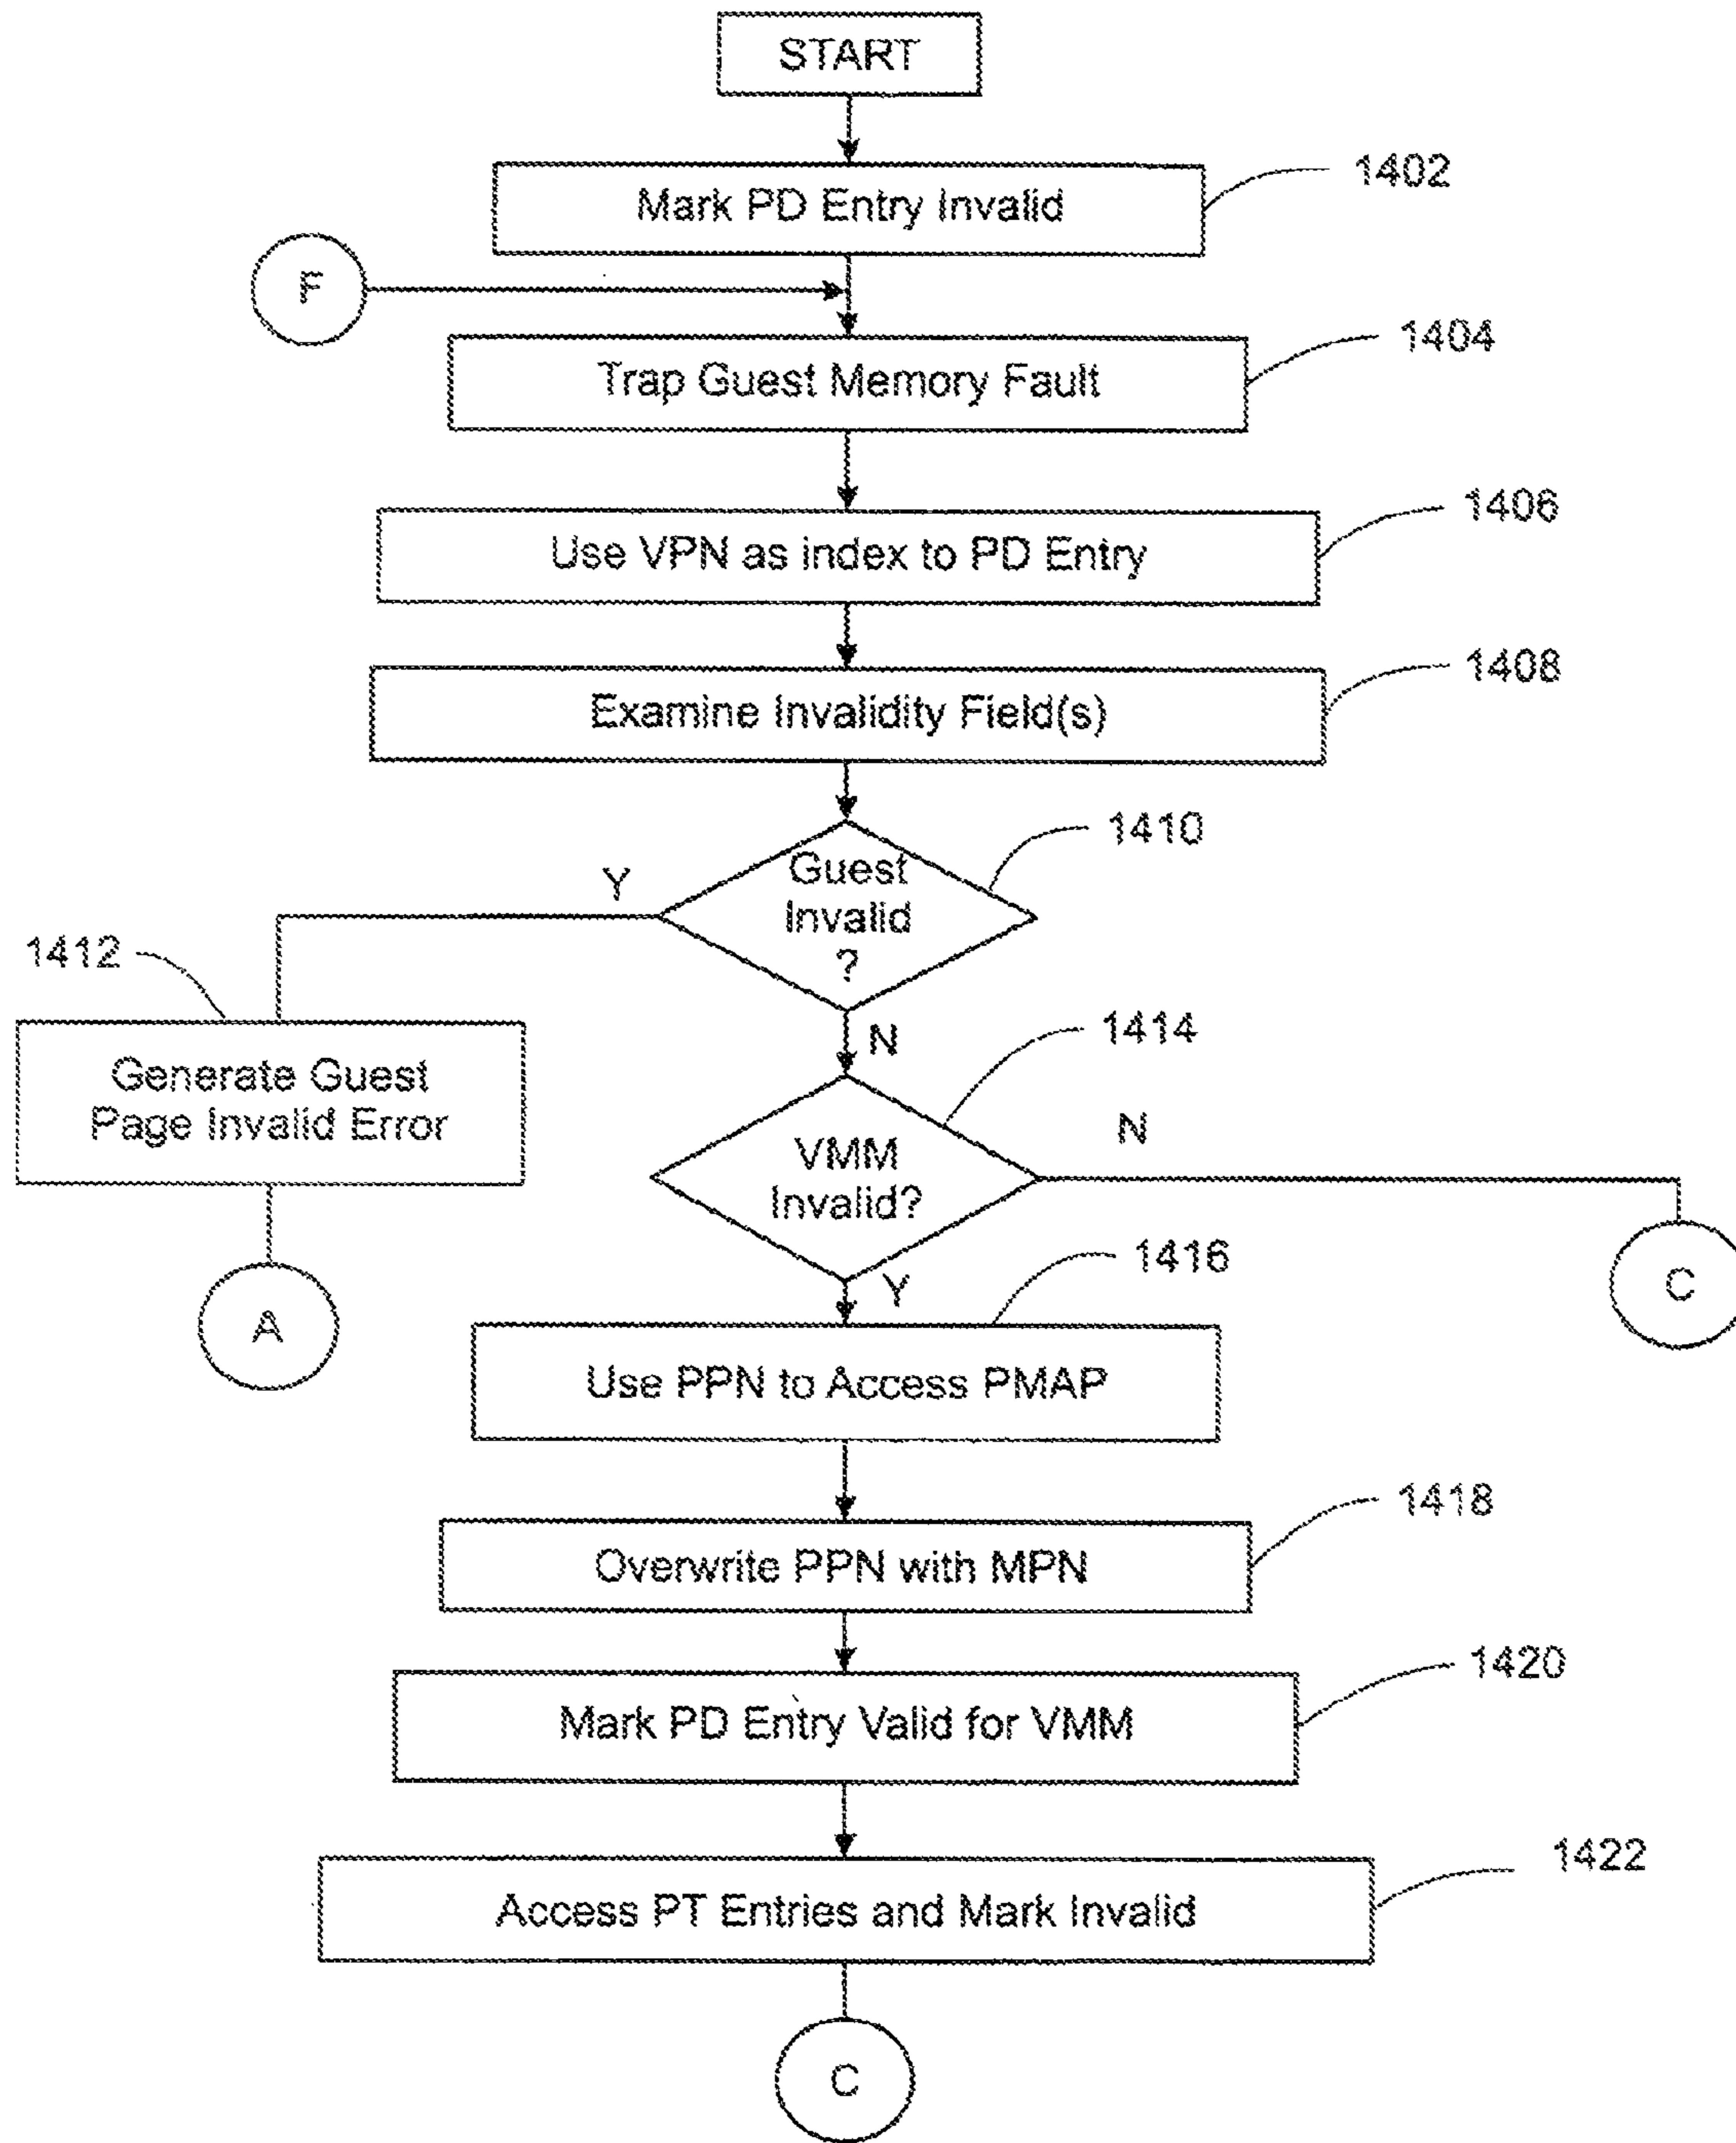 START
1402
Mark PD Entry Invalid
F
1404
Trap Guest Memory Fault
1406
Use VPN as index to PD Entry
1408
Examine Invalidity Field(s)
1410
Guest
Invalid
?
Y
1412
Generate Guest
Page Invalid Error
N
1414
VMM
Invalid?
N
A
C
Y
1416
Use PPN to Access PMAP
1418
Overwrite PPN with MPN
1420
Mark PD Entry Valid for VMM
1422
Access PT Entries and Mark Invalid
C